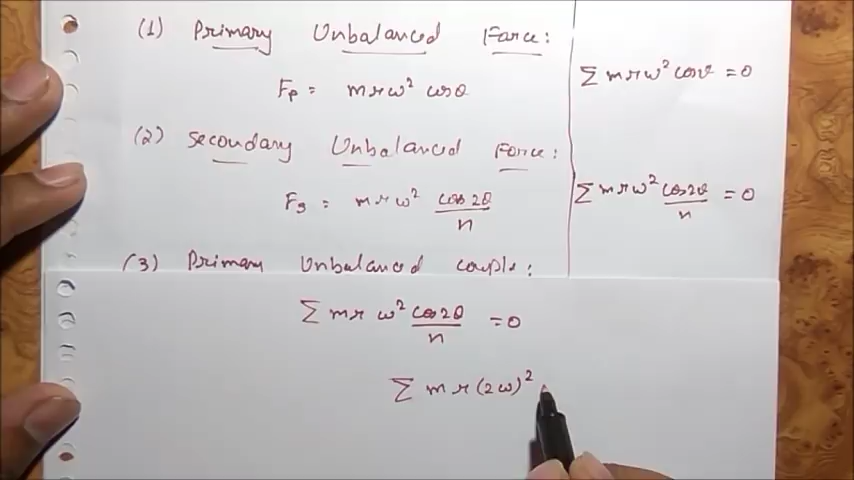 (1) Primary Unbalanced Force:
Fp = mrω² cosθ
∑mrω² cosθ = 0
(2) Secondary Unbalanced Force:
Fs = mrω² cos2θ/n
∑mrω² cos2θ/n = 0
(3) Primary Unbalanced couple:
∑mr ω² cos2θ/n = 0
∑ m r (2ω)²